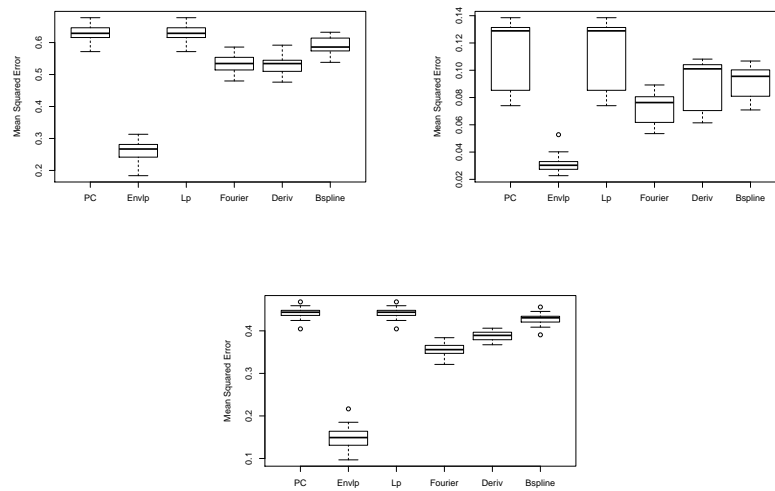 Mean Squared Error
0.2 0.3 0.4 0.5 0.6
PC Envlp Lp Fourier Deriv Bspline
Mean Squared Error
0.02 0.04 0.06 0.08 0.10 0.12 0.14
PC Envlp Lp Fourier Deriv Bspline
Mean Squared Error
0.1 0.2 0.3 0.4
PC Envlp Lp Fourier Deriv Bspline